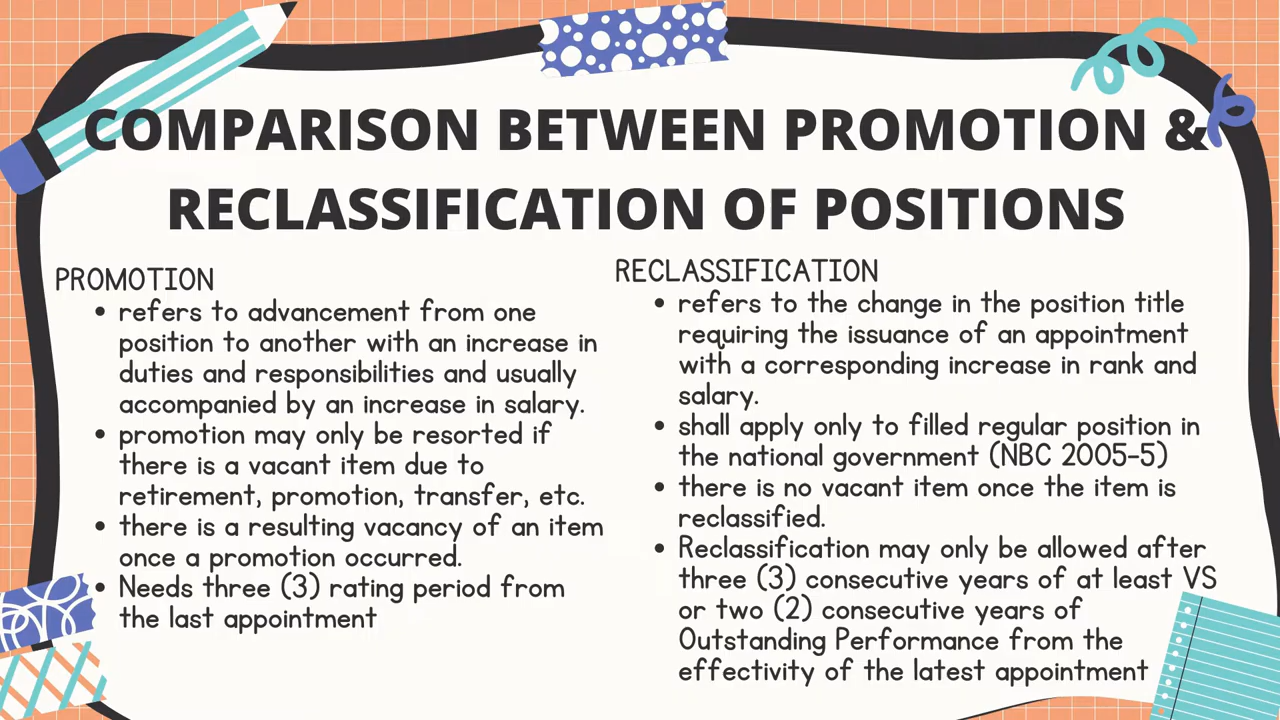 COMPARISON BETWEEN PROMOTION &
RECLASSIFICATION OF POSITIONS
PROMOTION
• refers to advancement from one
position to another with an increase in
duties and responsibilities and usually
accompanied by an increase in salary.
• promotion may only be resorted if
there is a vacant item due to
retirement, promotion, transfer, etc.
• there is a resulting vacancy of an item
once a promotion occurred.
• Needs three (3) rating period from
the last appointment
RECLASSIFICATION
• refers to the change in the position title
requiring the issuance of an appointment
with a corresponding increase in rank and
salary.
• shall apply only to filled regular position in
the national government (NBC 2005-5)
• there is no vacant item once the item is
reclassified.
• Reclassification may only be allowed after
three (3) consecutive years of at least VS
or two (2) consecutive years of
Outstanding Performance from the
effectivity of the latest appointment